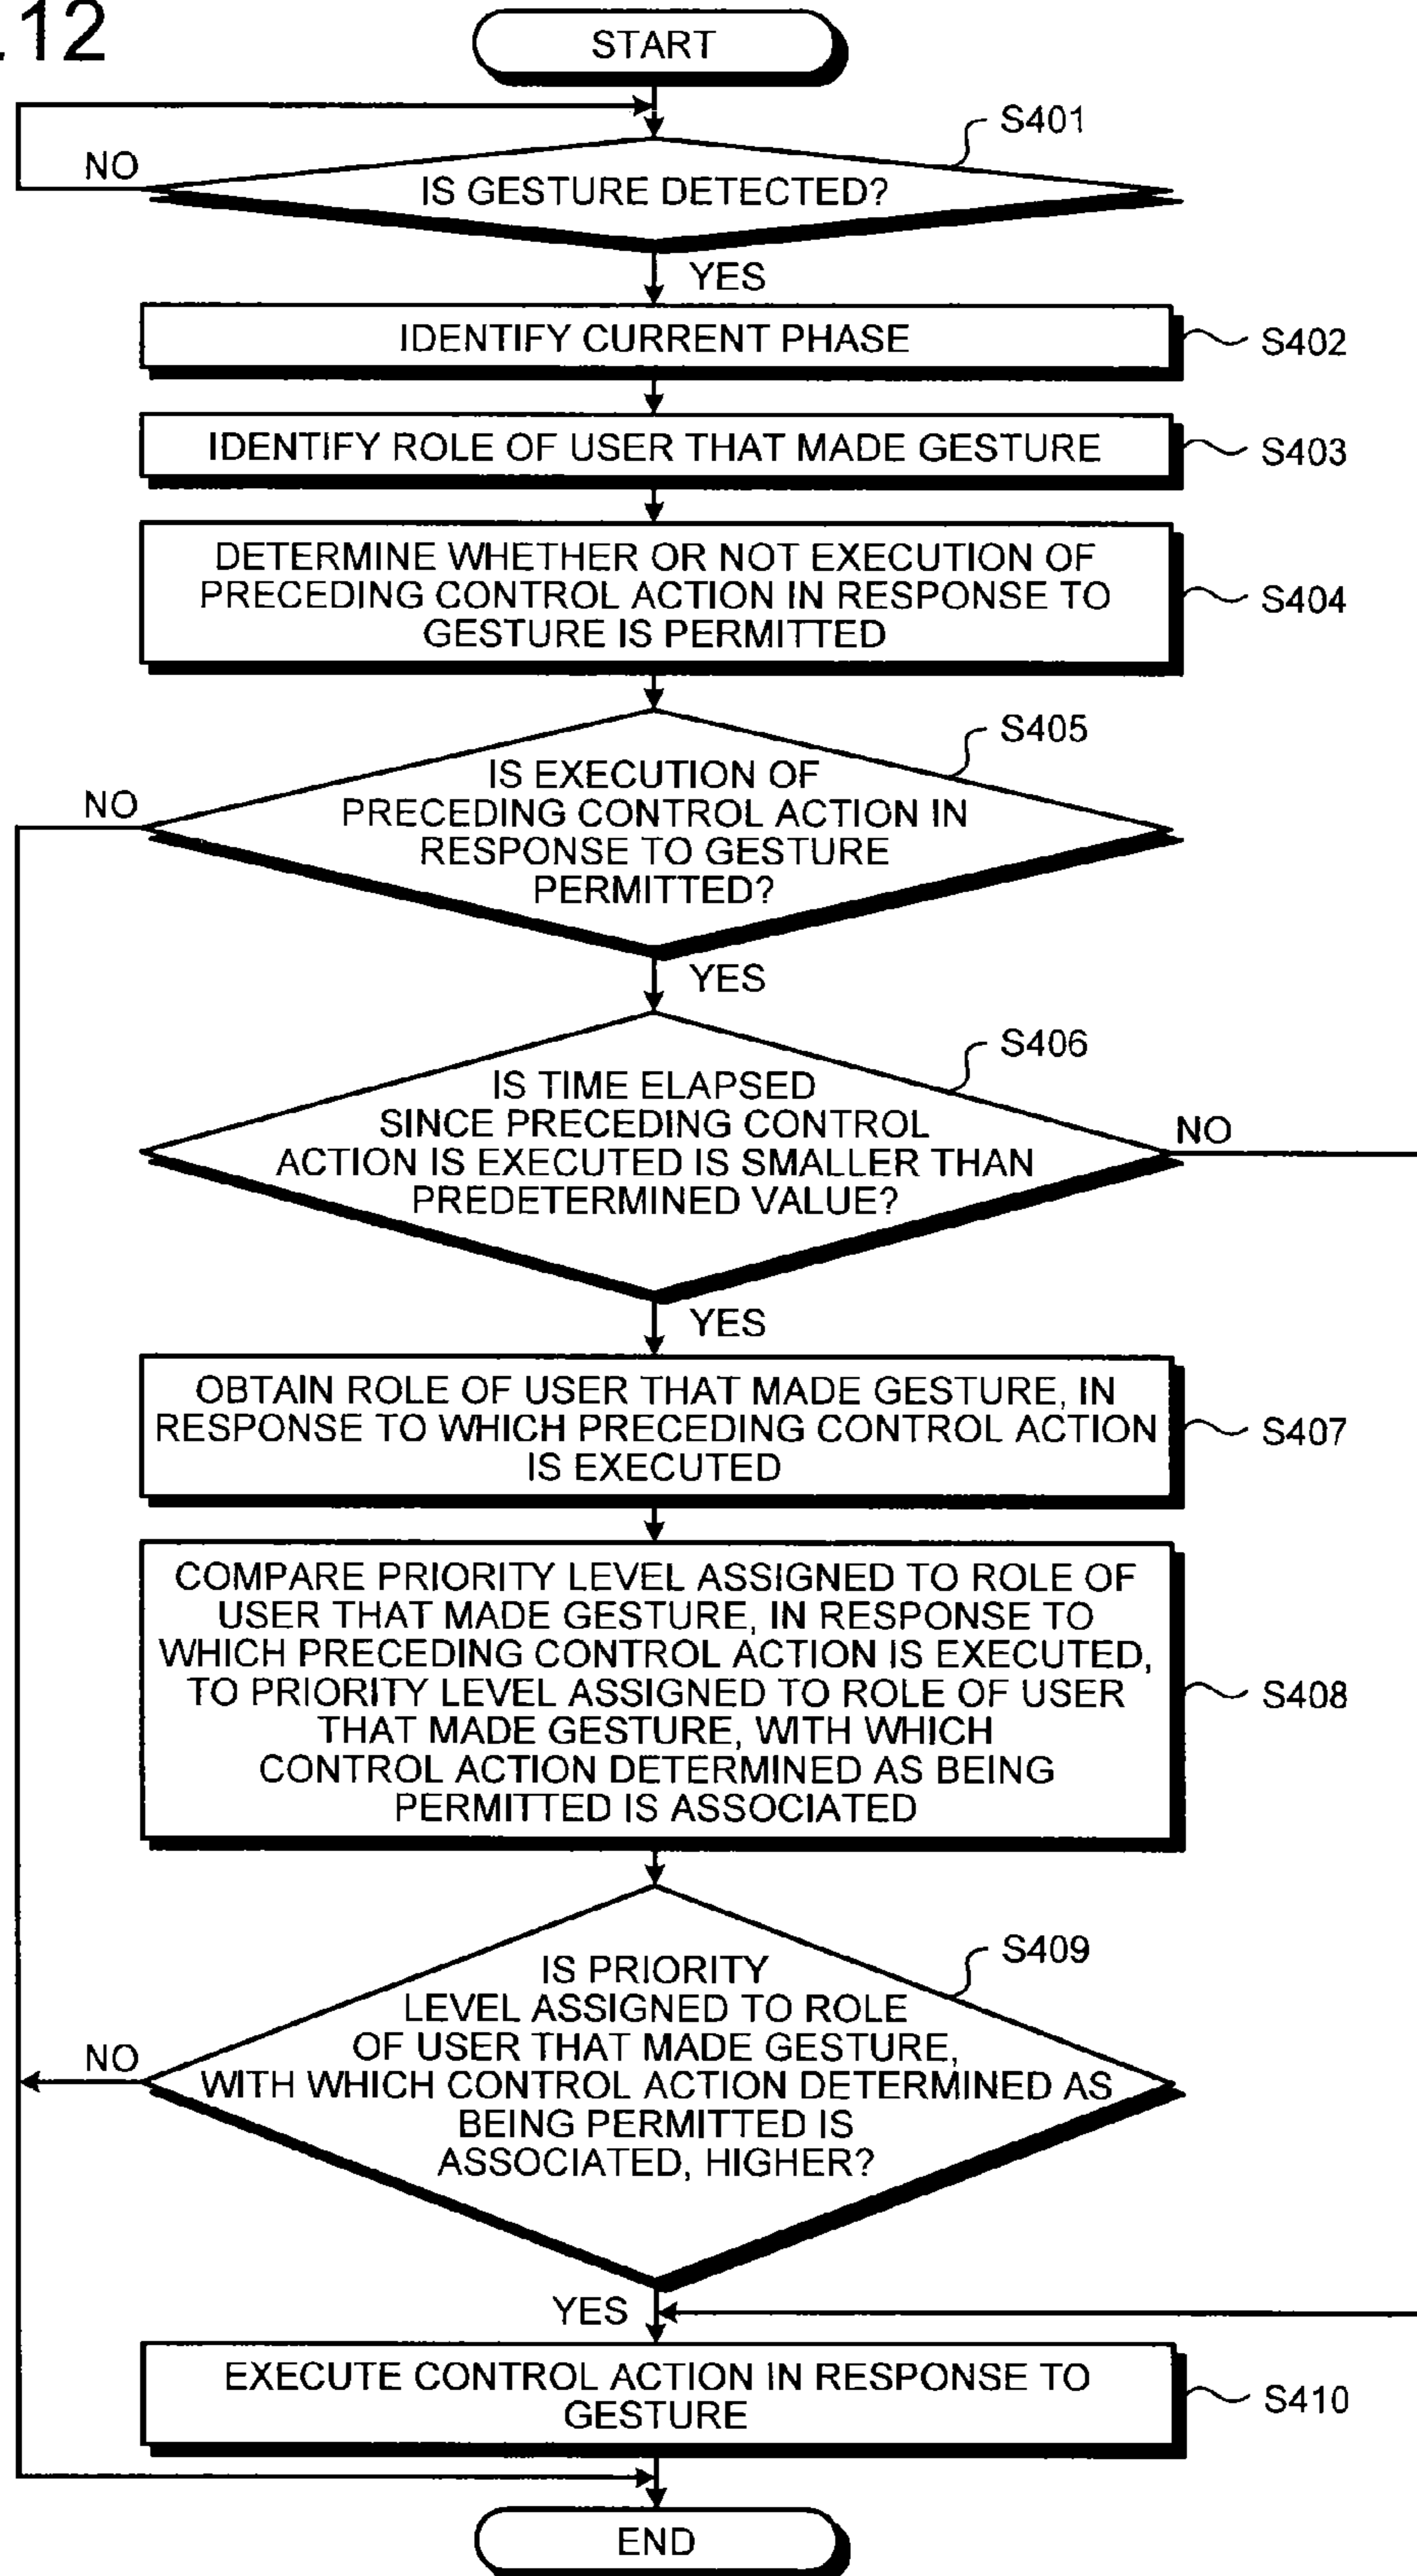 .12
START
S401
NO
IS GESTURE DETECTED?
YES
IDENTIFY CURRENT PHASE
S402
IDENTIFY ROLE OF USER THAT MADE GESTURE
S403
DETERMINE WHETHER OR NOT EXECUTION OF
PRECEDING CONTROL ACTION IN RESPONSE TO
GESTURE IS PERMITTED
S404
S405
NO
IS EXECUTION OF
PRECEDING CONTROL ACTION IN
RESPONSE TO GESTURE
PERMITTED?
YES
S406
IS TIME ELAPSED
SINCE PRECEDING CONTROL
ACTION IS EXECUTED IS SMALLER THAN
PREDETERMINED VALUE?
NO
YES
OBTAIN ROLE OF USER THAT MADE GESTURE, IN
RESPONSE TO WHICH PRECEDING CONTROL ACTION
IS EXECUTED
S407
COMPARE PRIORITY LEVEL ASSIGNED TO ROLE OF
USER THAT MADE GESTURE, IN RESPONSE TO
WHICH PRECEDING CONTROL ACTION IS EXECUTED,
TO PRIORITY LEVEL ASSIGNED TO ROLE OF USER
THAT MADE GESTURE, WITH WHICH
CONTROL ACTION DETERMINED AS BEING
PERMITTED IS ASSOCIATED
S408
S409
IS PRIORITY
LEVEL ASSIGNED TO ROLE
OF USER THAT MADE GESTURE,
WITH WHICH CONTROL ACTION DETERMINED AS
BEING PERMITTED IS
ASSOCIATED, HIGHER?
NO
YES
EXECUTE CONTROL ACTION IN RESPONSE TO
GESTURE
S410
END